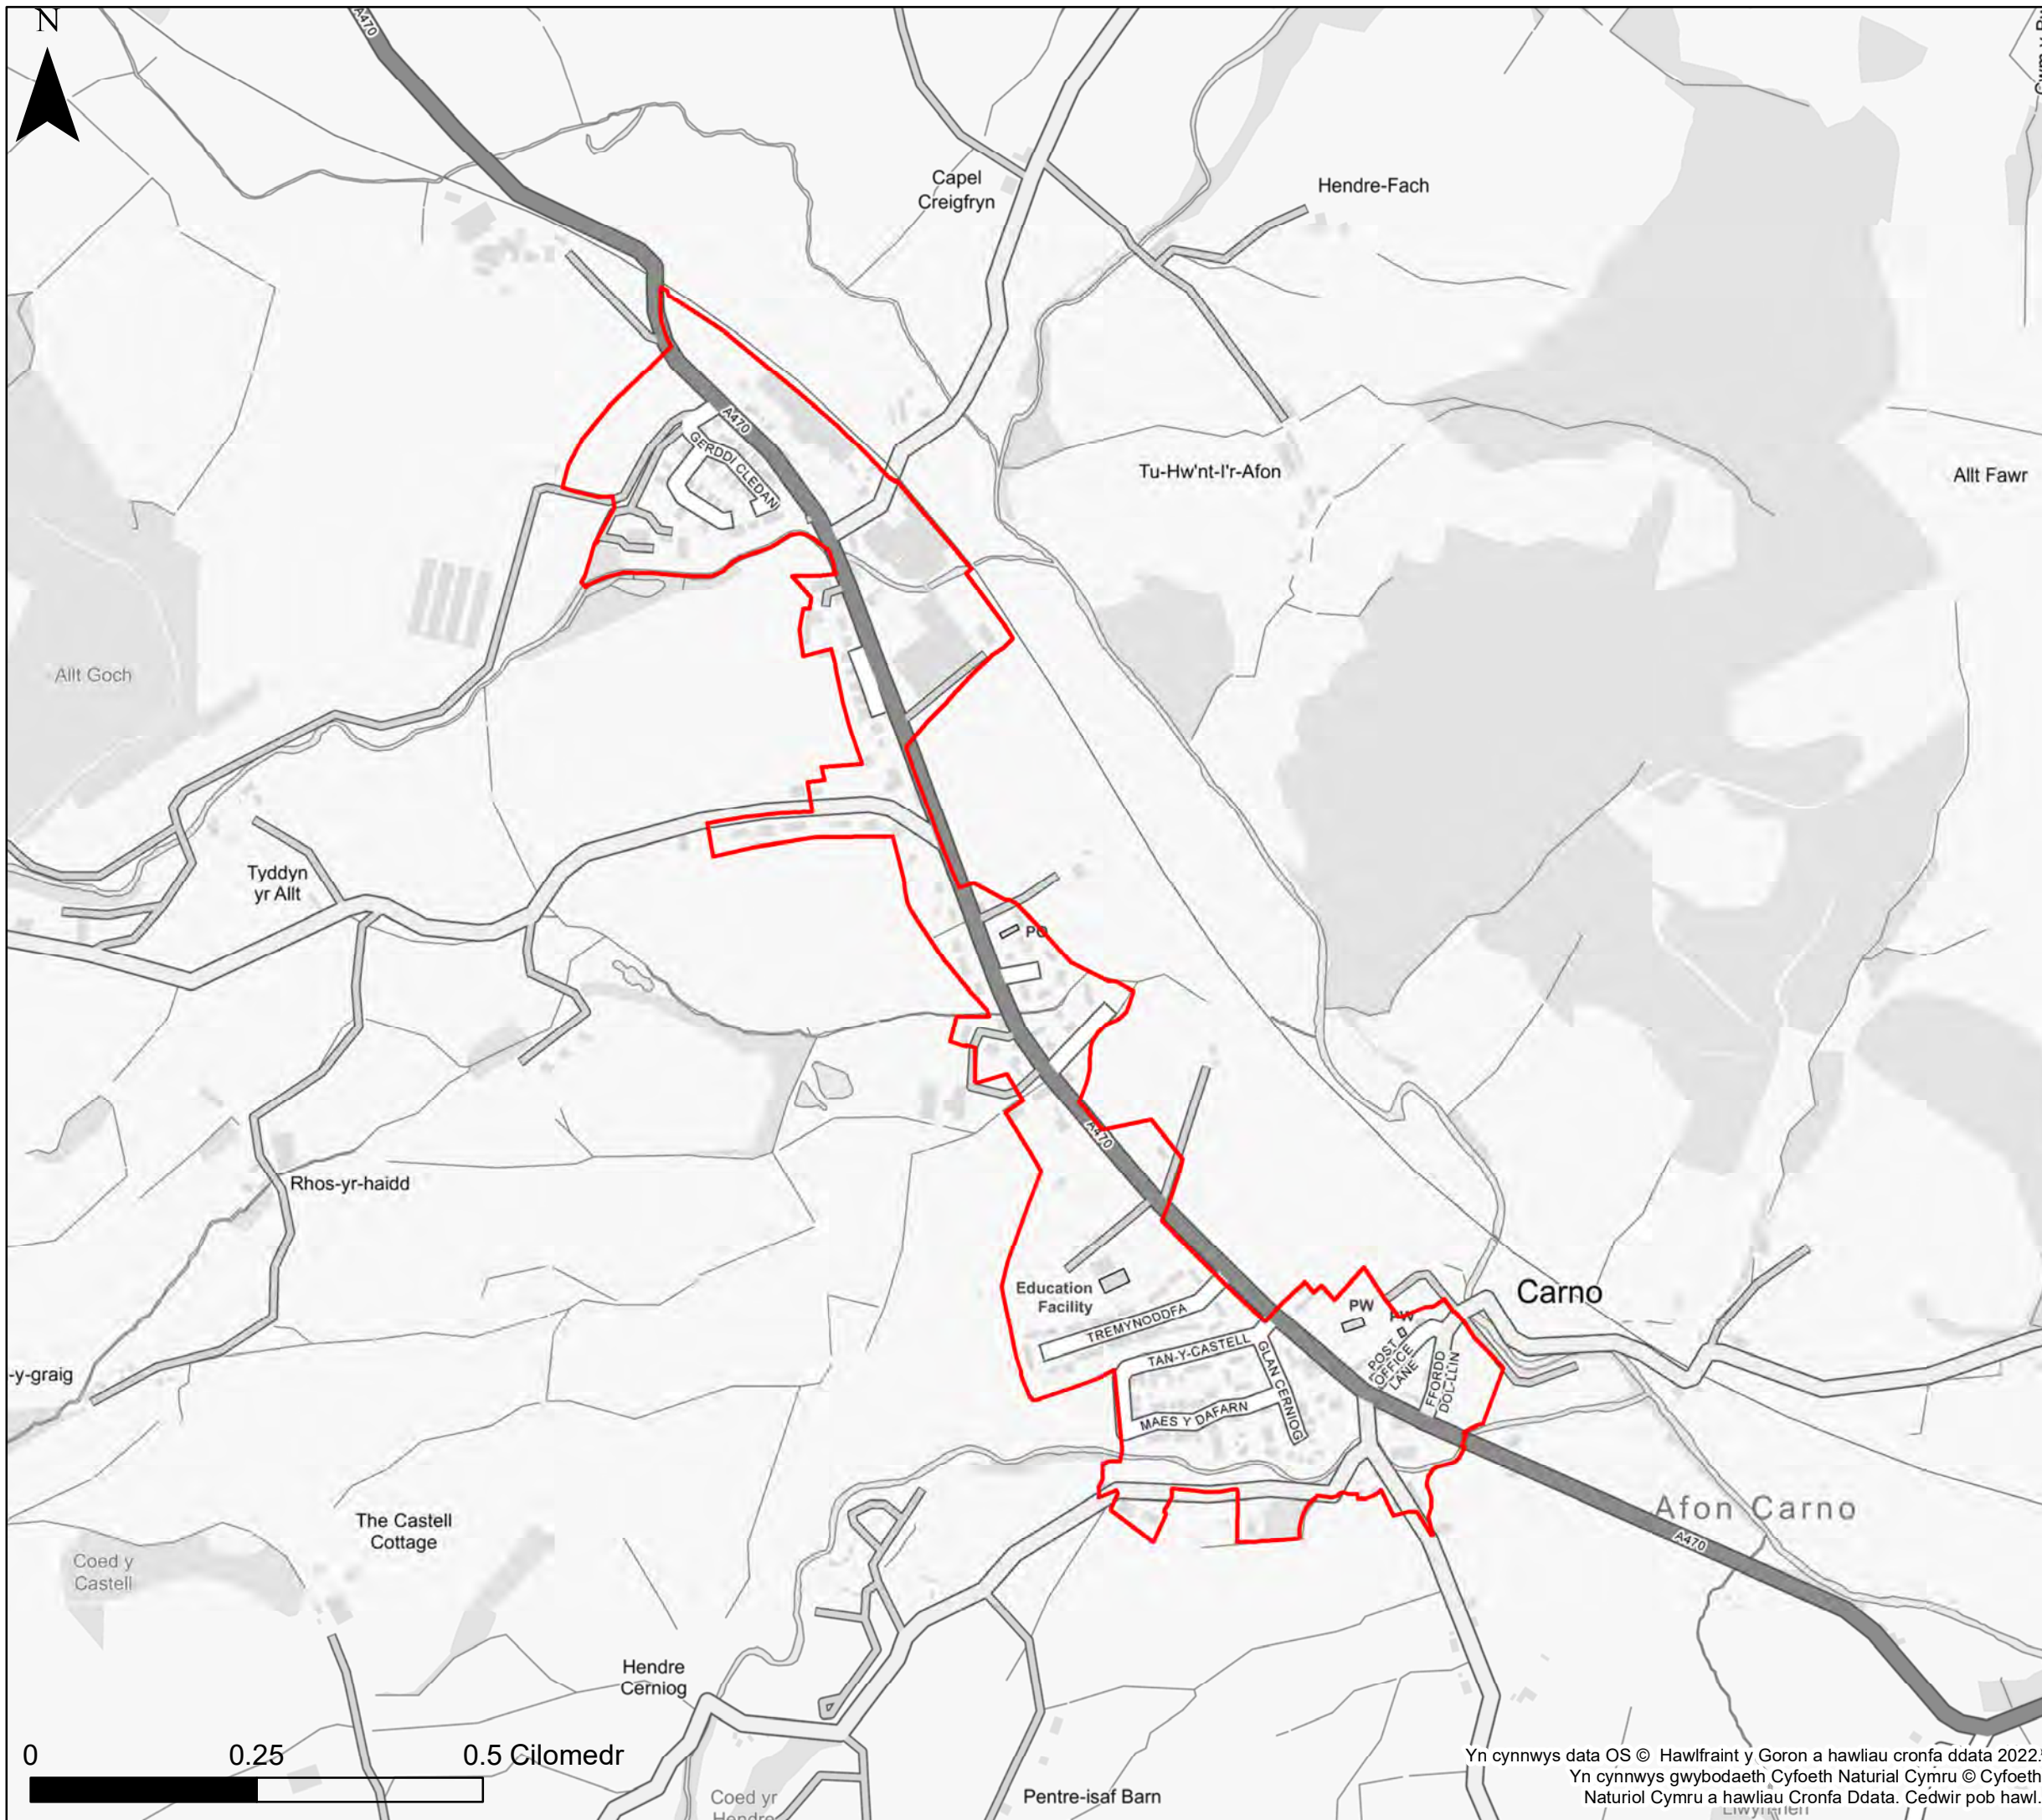 N
A470
Capel
Creigfryn
Hendre-Fach
A470
GERDDI CLEDAN
Tu-Hw'nt-I'r-Afon
Allt Fawr
Allt Goch
Tyddyn
yr Allt
PO
A470
Rhos-yr-haidd
Education
Facility
TREMYNODDFA
TAN-Y-CASTELL
GLAN CERNIOG
MAES Y DAFARN
PW
PW
POST
OFFICE
LANE
FFORDD
DOL-LLIN
Carno
-y-graig
Afon Carno
A470
The Castell
Cottage
Coed y
Castell
Hendre
Cerniog
0 0.25 0.5 Cilomedr
Coed yr
Hendre
Pentre-isaf Barn
Yn cynnwys data OS © Hawlfraint y Goron a hawliau cronfa ddata 2022
Yn cynnwys gwybodaeth Cyfoeth Naturial Cymru © Cyfoeth
Naturiol Cymru a hawliau Cronfa Ddata. Cedwir pob hawl